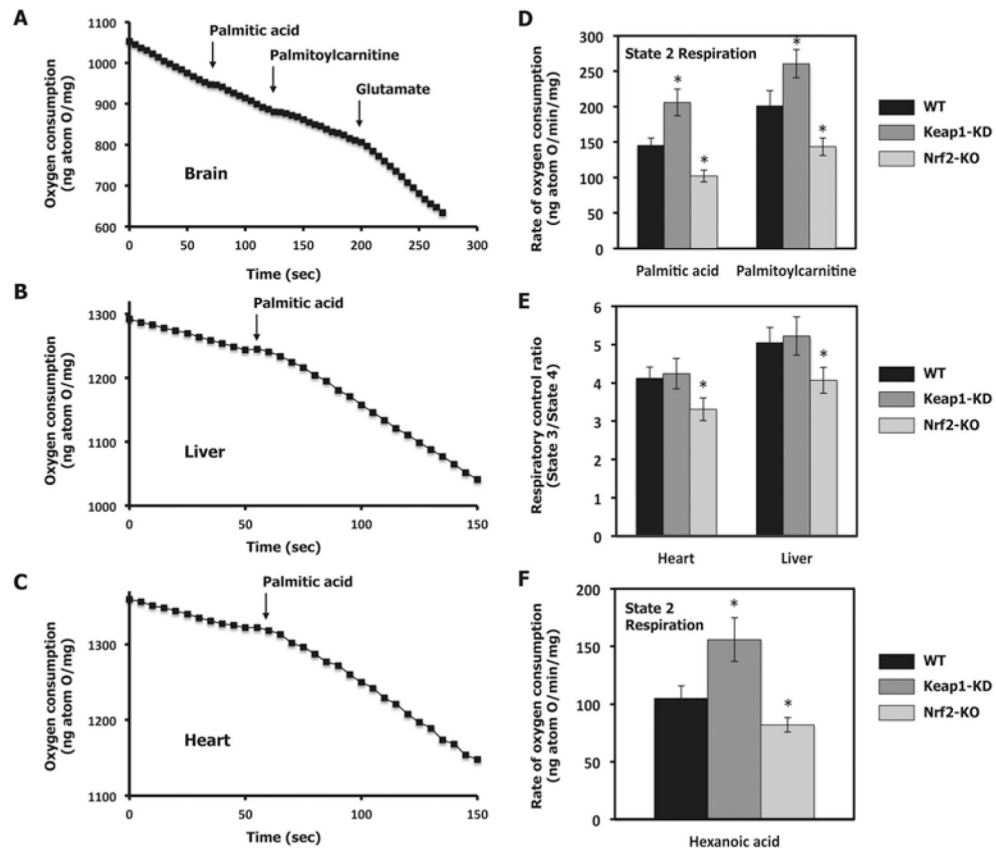 A
Oxygen consumption
(ng atom O/mg)
1100
1000
900
800
700
600
Palmitic acid
Palmitoylcarnitine
Glutamate
Brain
0 50 100 150 200 250 300
Time (sec)
B
Oxygen consumption
(ng atom O/mg)
1300
1200
1100
1000
Palmitic acid
Liver
0 50 100 150
Time (sec)
C
Oxygen consumption
(ng atom O/mg)
1300
1200
1100
Palmitic acid
Heart
0 50 100 150
Time (sec)
D
Rate of oxygen consumption
(ng atom O/min/mg)
300
250
200
150
100
50
0
State 2 Respiration
* * * *
Palmitic acid Palmitoylcarnitine
WT
Keap1-KD
Nrf2-KO
E
Respiratory control ratio
(State 3/State 4)
6
5
4
3
2
1
0
* *
Heart Liver
WT
Keap1-KD
Nrf2-KO
F
Rate of oxygen consumption
(ng atom O/min/mg)
200
150
100
50
0
State 2
Respiration
* *
Hexanoic acid
WT
Keap1-KD
Nrf2-KO